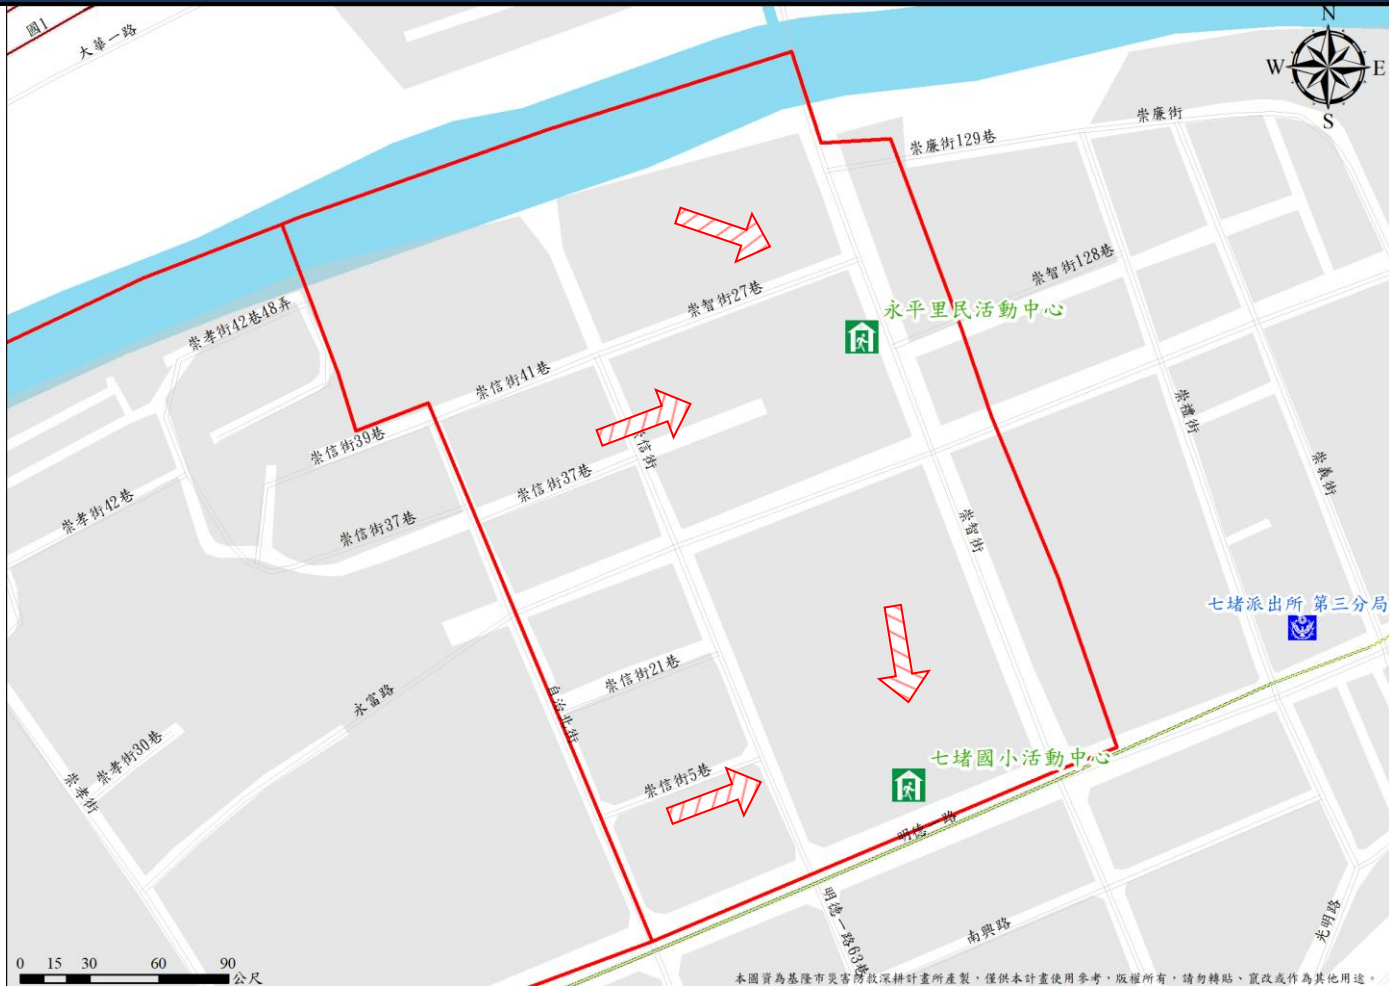 國1
大華一路
N
W
E
S
崇廉街
崇廉街129巷
崇智街128巷
崇智街27巷
永平里民活動中心
崇孝街42巷48弄
崇信街41巷
崇信街39巷
崇禮街
崇信街
崇信街37巷
崇義街
崇孝街42巷
崇信街37巷
崇智街
七堵派出所 第三分局
崇信街21巷
永富路
自治北街
崇孝街30巷
七堵國小活動中心
崇信街5巷
崇孝街
明德一路
明德一路63巷
南興路
光明路
0 15 30 60 90
公尺
本圖資為基隆市災害防救深耕計畫所產製，僅供本計畫使用參考，版權所有，請勿轉貼、竄改或作為其他用途。